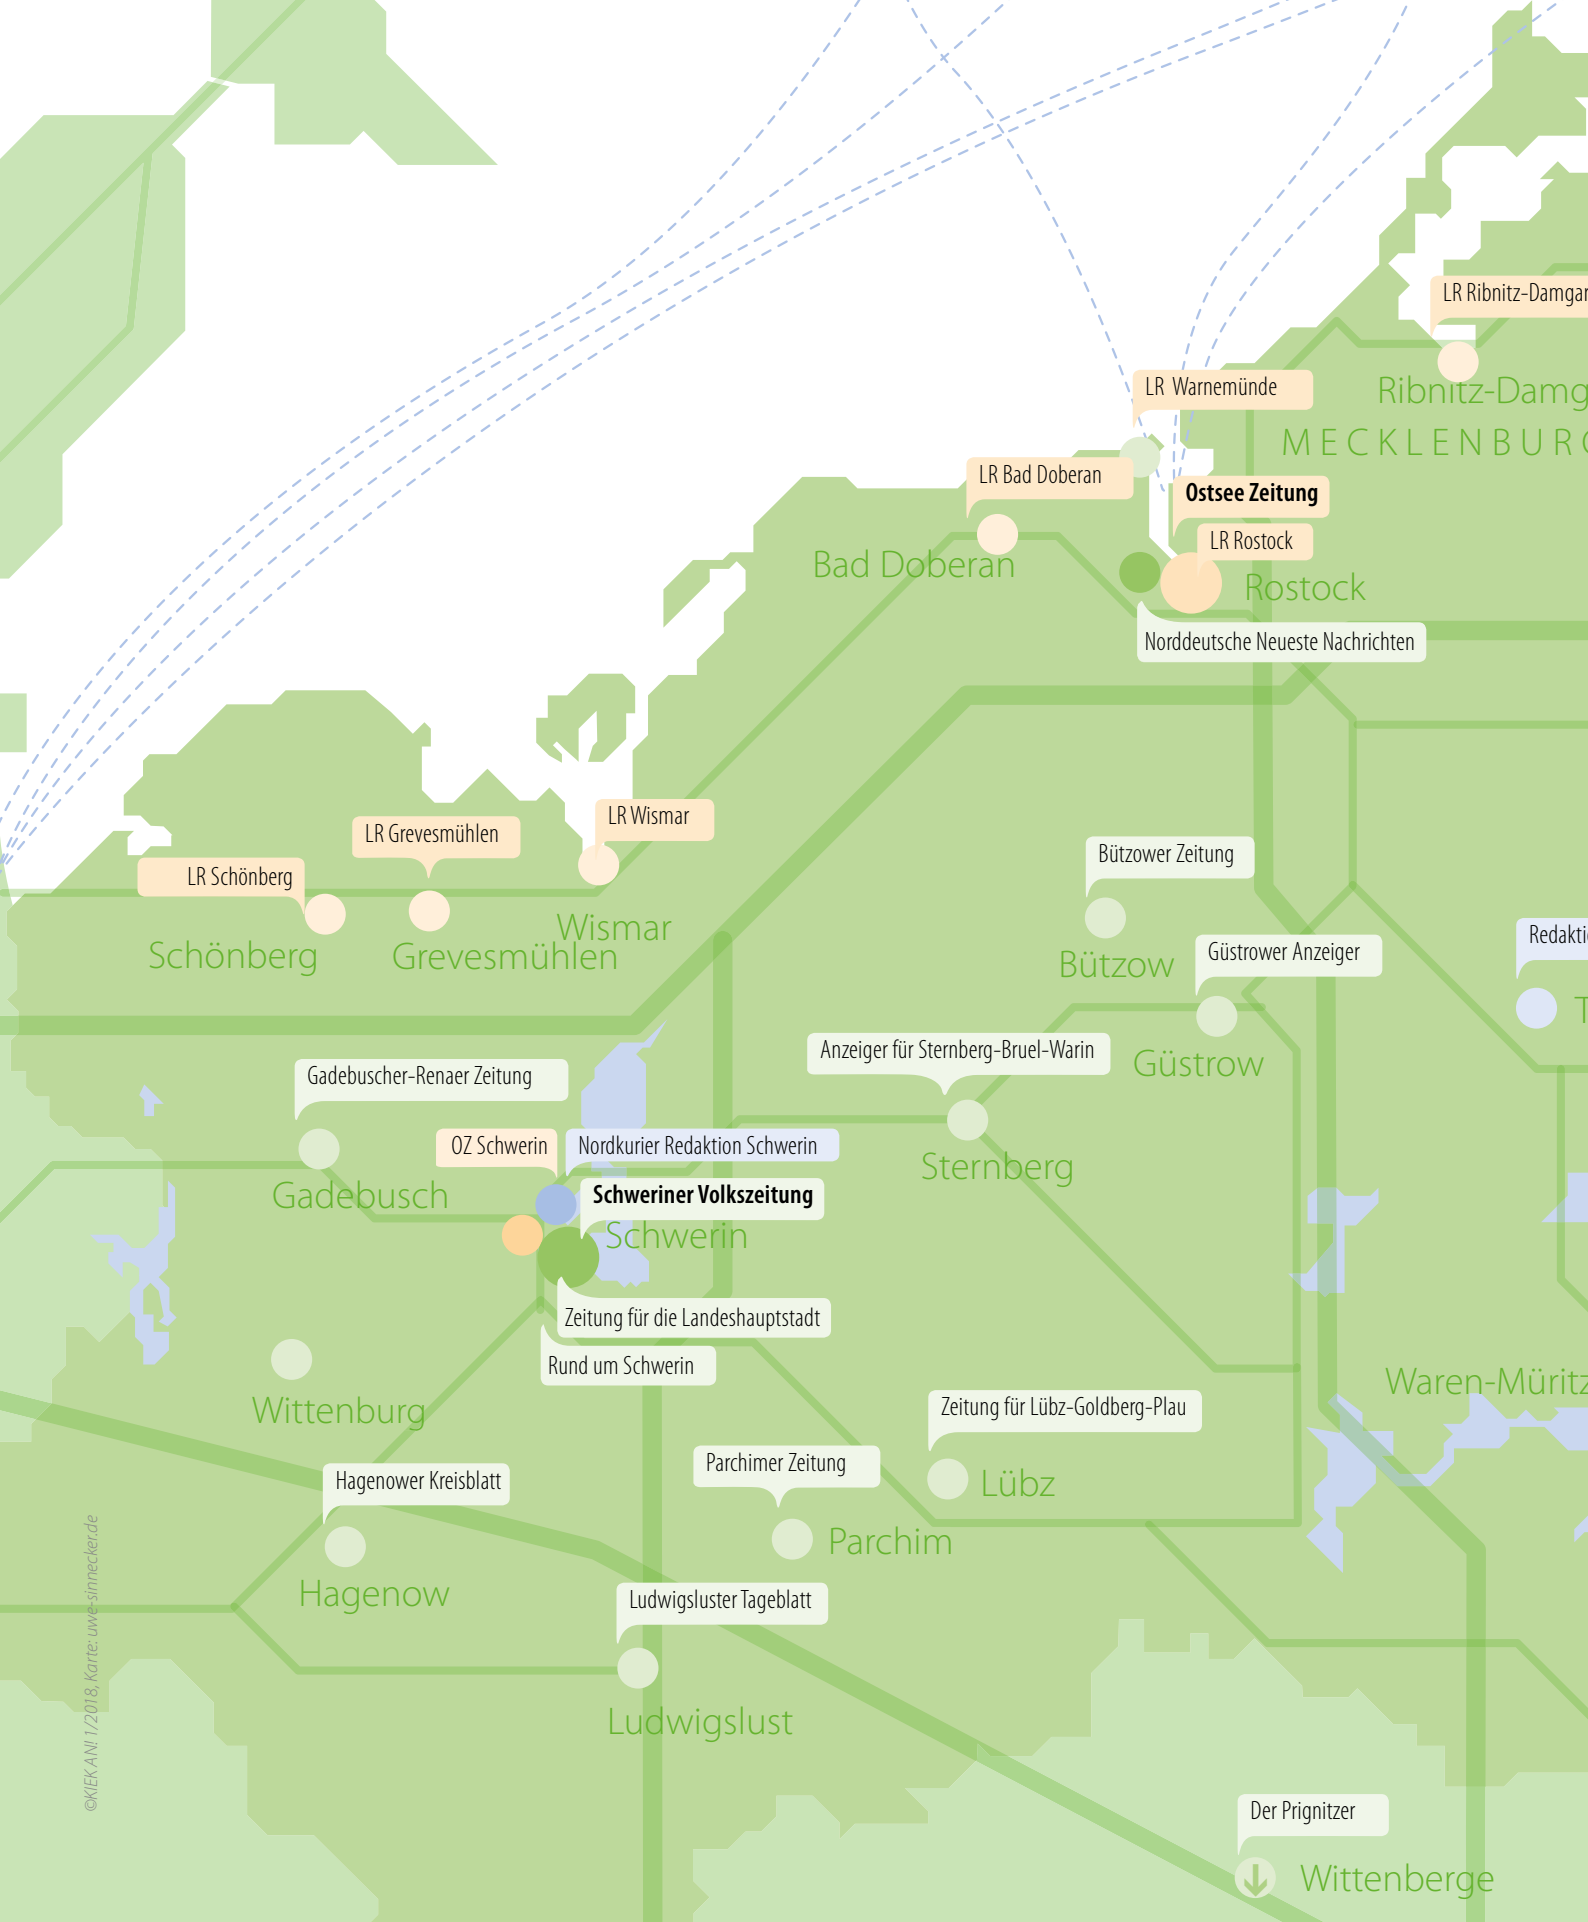 LR Ribnitz-Damgar
Ribnitz-Damg
LR Warnemünde
MECKLENBURG
LR Bad Doberan
Ostsee Zeitung
LR Rostock
Bad Doberan
Rostock
Norddeutsche Neueste Nachrichten
LR Wismar
LR Grevesmühlen
LR Schönberg
Wismar
Schönberg
Grevesmühlen
Bützower Zeitung
Bützow
Güstrower Anzeiger
Redakti
T
Anzeiger für Sternberg-Bruel-Warin
Güstrow
Gadebuscher-Renaer Zeitung
OZ Schwerin
Nordkurier Redaktion Schwerin
Sternberg
Gadebusch
Schweriner Volkszeitung
Schwerin
Zeitung für die Landeshauptstadt
Rund um Schwerin
Waren-Müritz
Wittenburg
Zeitung für Lübz-Goldberg-Plau
Parchimer Zeitung
Lübz
Hagenower Kreisblatt
Parchim
Hagenow
Ludwigsluster Tageblatt
Ludwigslust
©KIEK AN! 1/2018, Karte: uwe-sinnecker.de
Der Prignitzer
Wittenberge